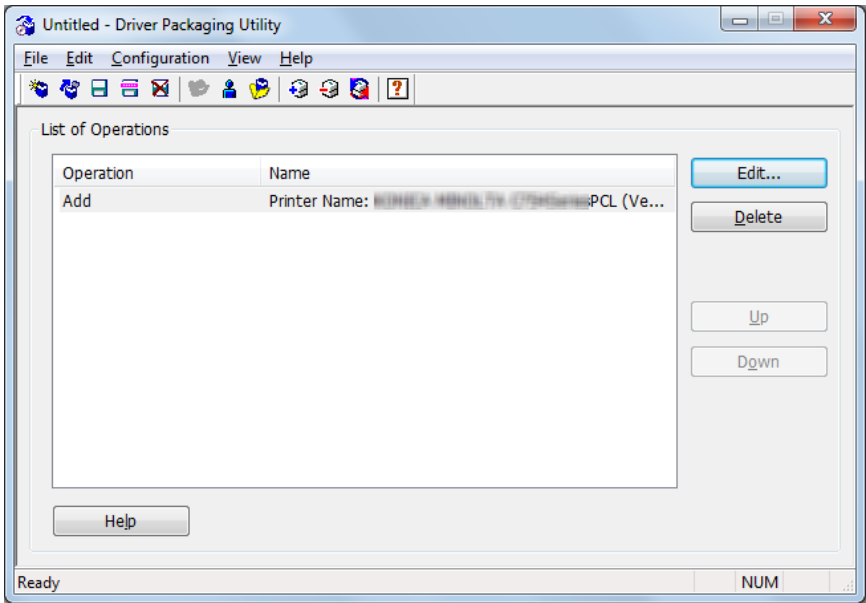 Untitled - Driver Packaging Utility
File Edit Configuration View Help
List of Operations
Operation Name
Add Printer Name: PCL (Ve...
Edit...
Delete
Up
Down
Help
Ready NUM